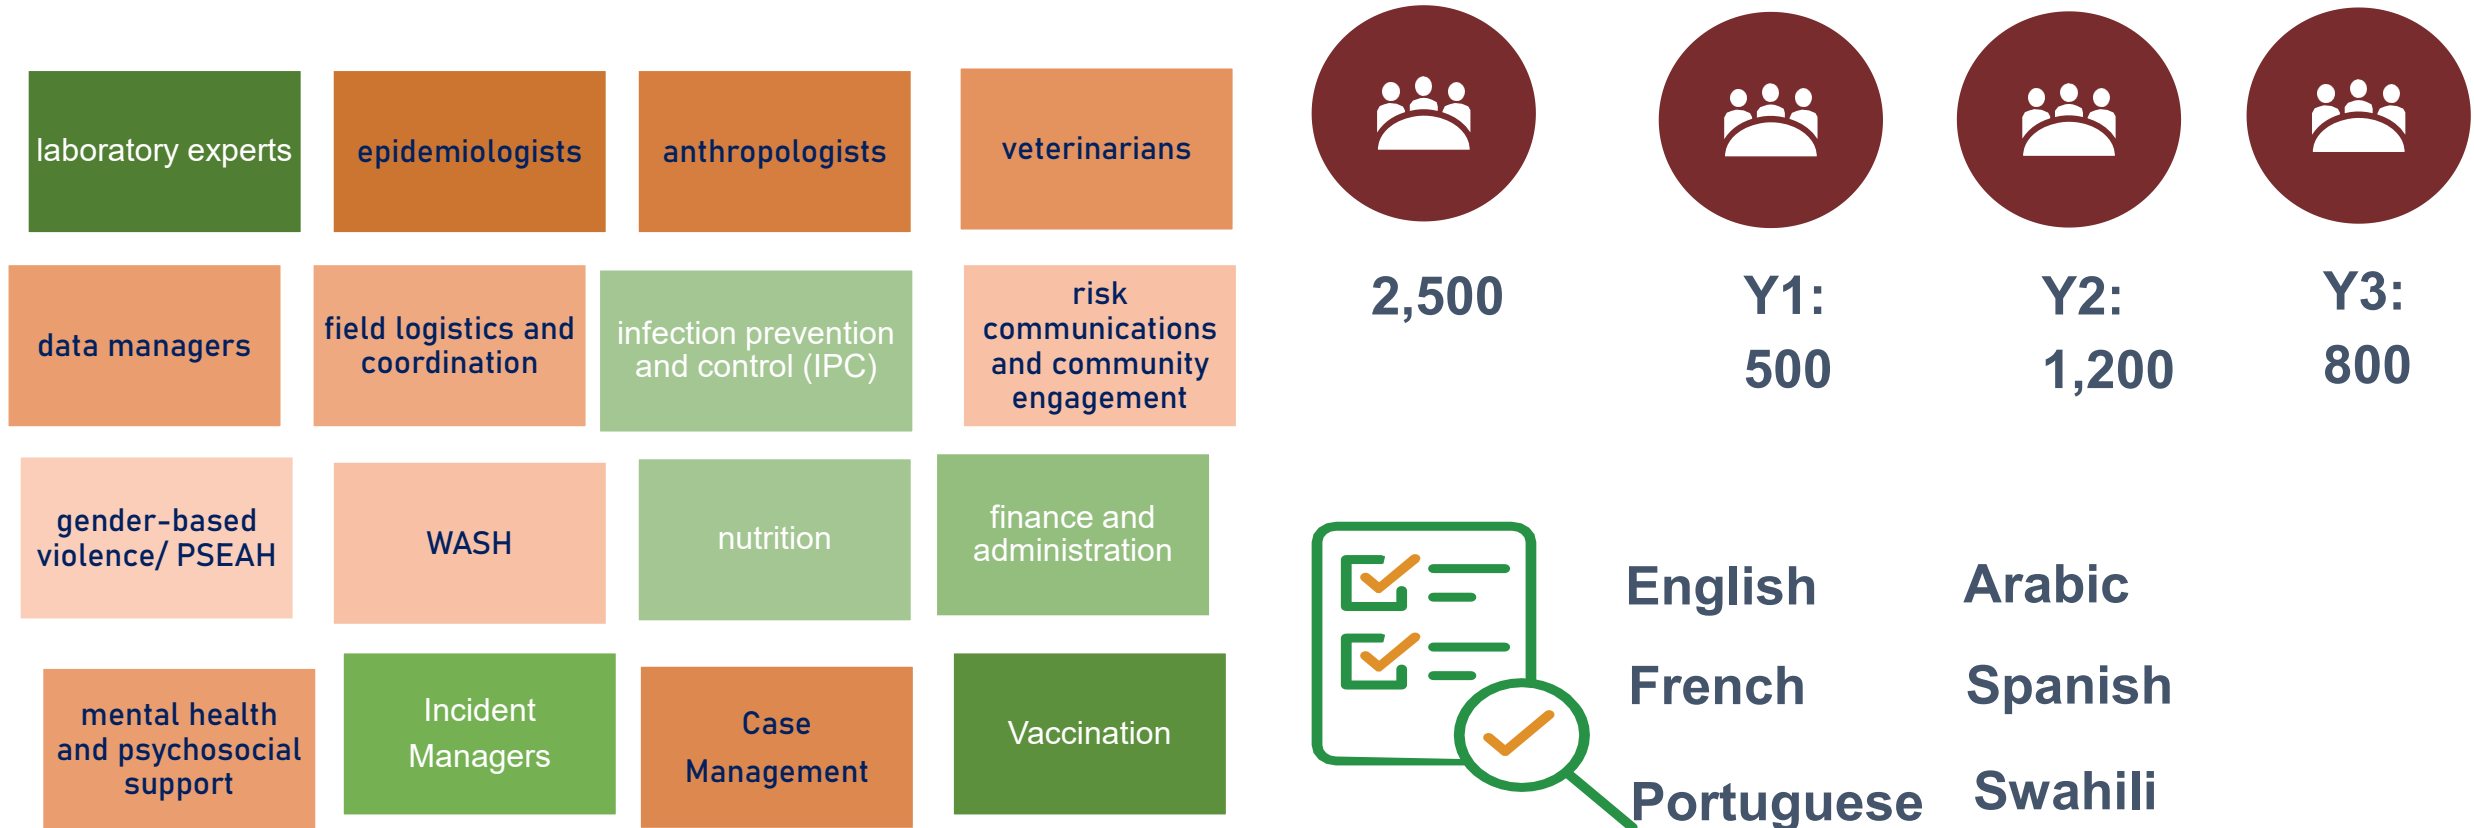 laboratory experts
epidemiologists
anthropologists
veterinarians
data managers
field logistics and
coordination
infection prevention
and control (IPC)
risk
communications
and community
engagement
gender-based
violence/ PSEAH
WASH
nutrition
finance and
administration
mental health
and psychosocial
support
Incident
Managers
Case
Management
Vaccination
2,500
Y1:
500
Y2:
1,200
Y3:
800
English
Arabic
French
Spanish
Portuguese
Swahili